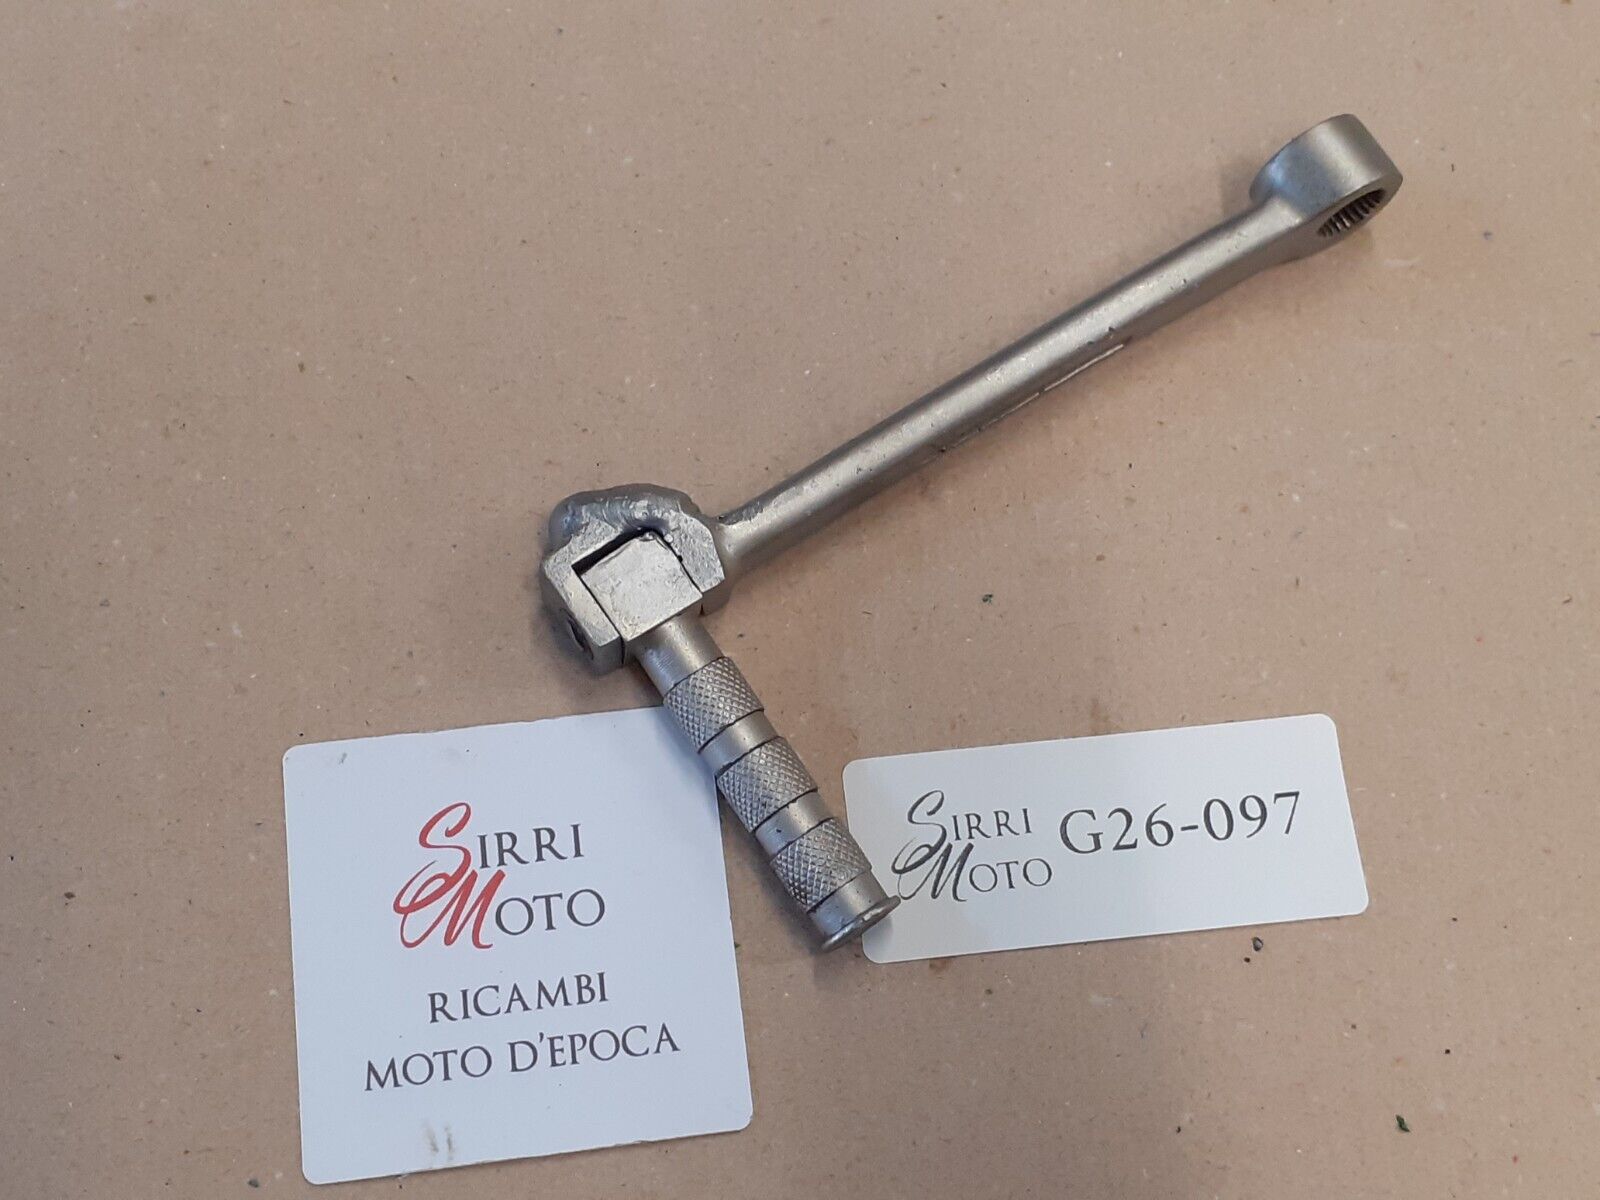 SIRRI
MOTO
RICAMBI
MOTO D'EPOCA
SIRRI
MOTO
G26-097